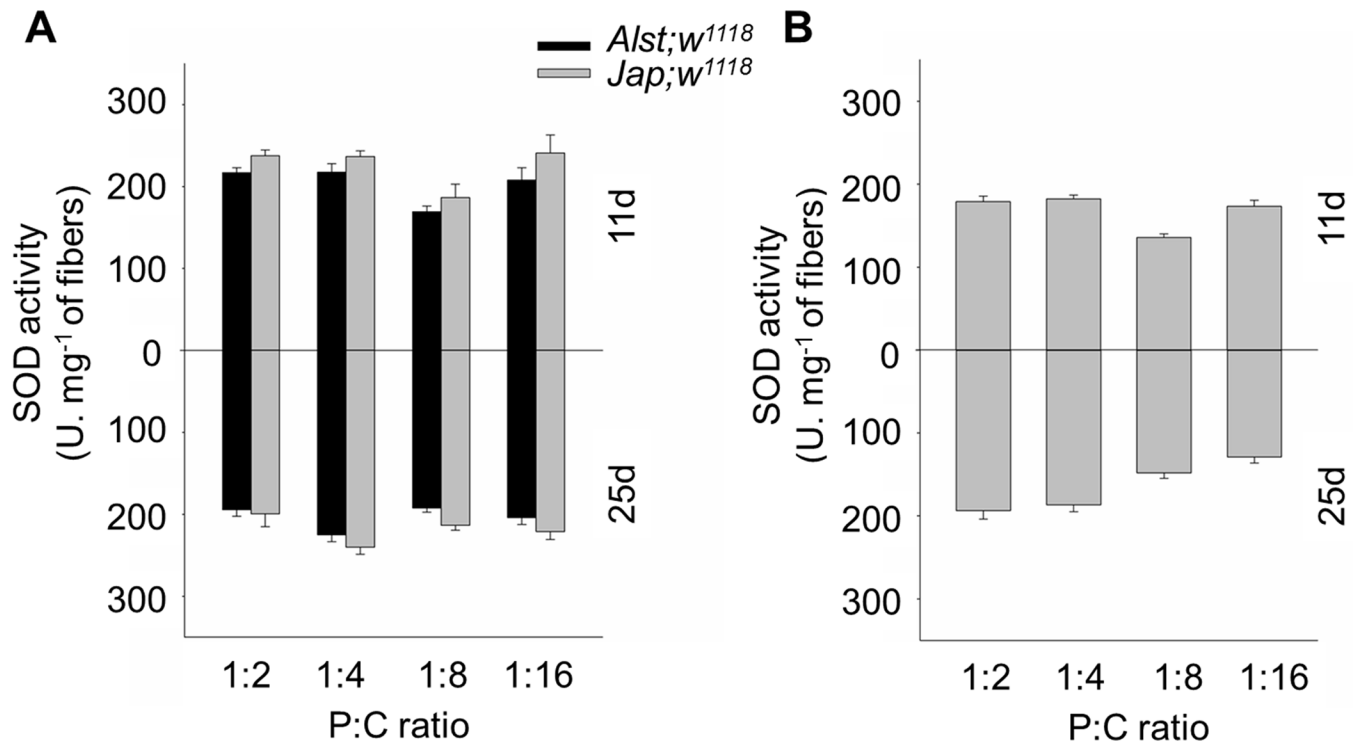 A
Alst;w¹¹¹⁸
Jap;w¹¹¹⁸
SOD activity
(U. mg⁻¹ of fibers)
300
200
100
0
100
200
300
11d
25d
1:2 1:4 1:8 1:16
P:C ratio
B
SOD activity
(U. mg⁻¹ of fibers)
300
200
100
0
100
200
300
11d
25d
1:2 1:4 1:8 1:16
P:C ratio